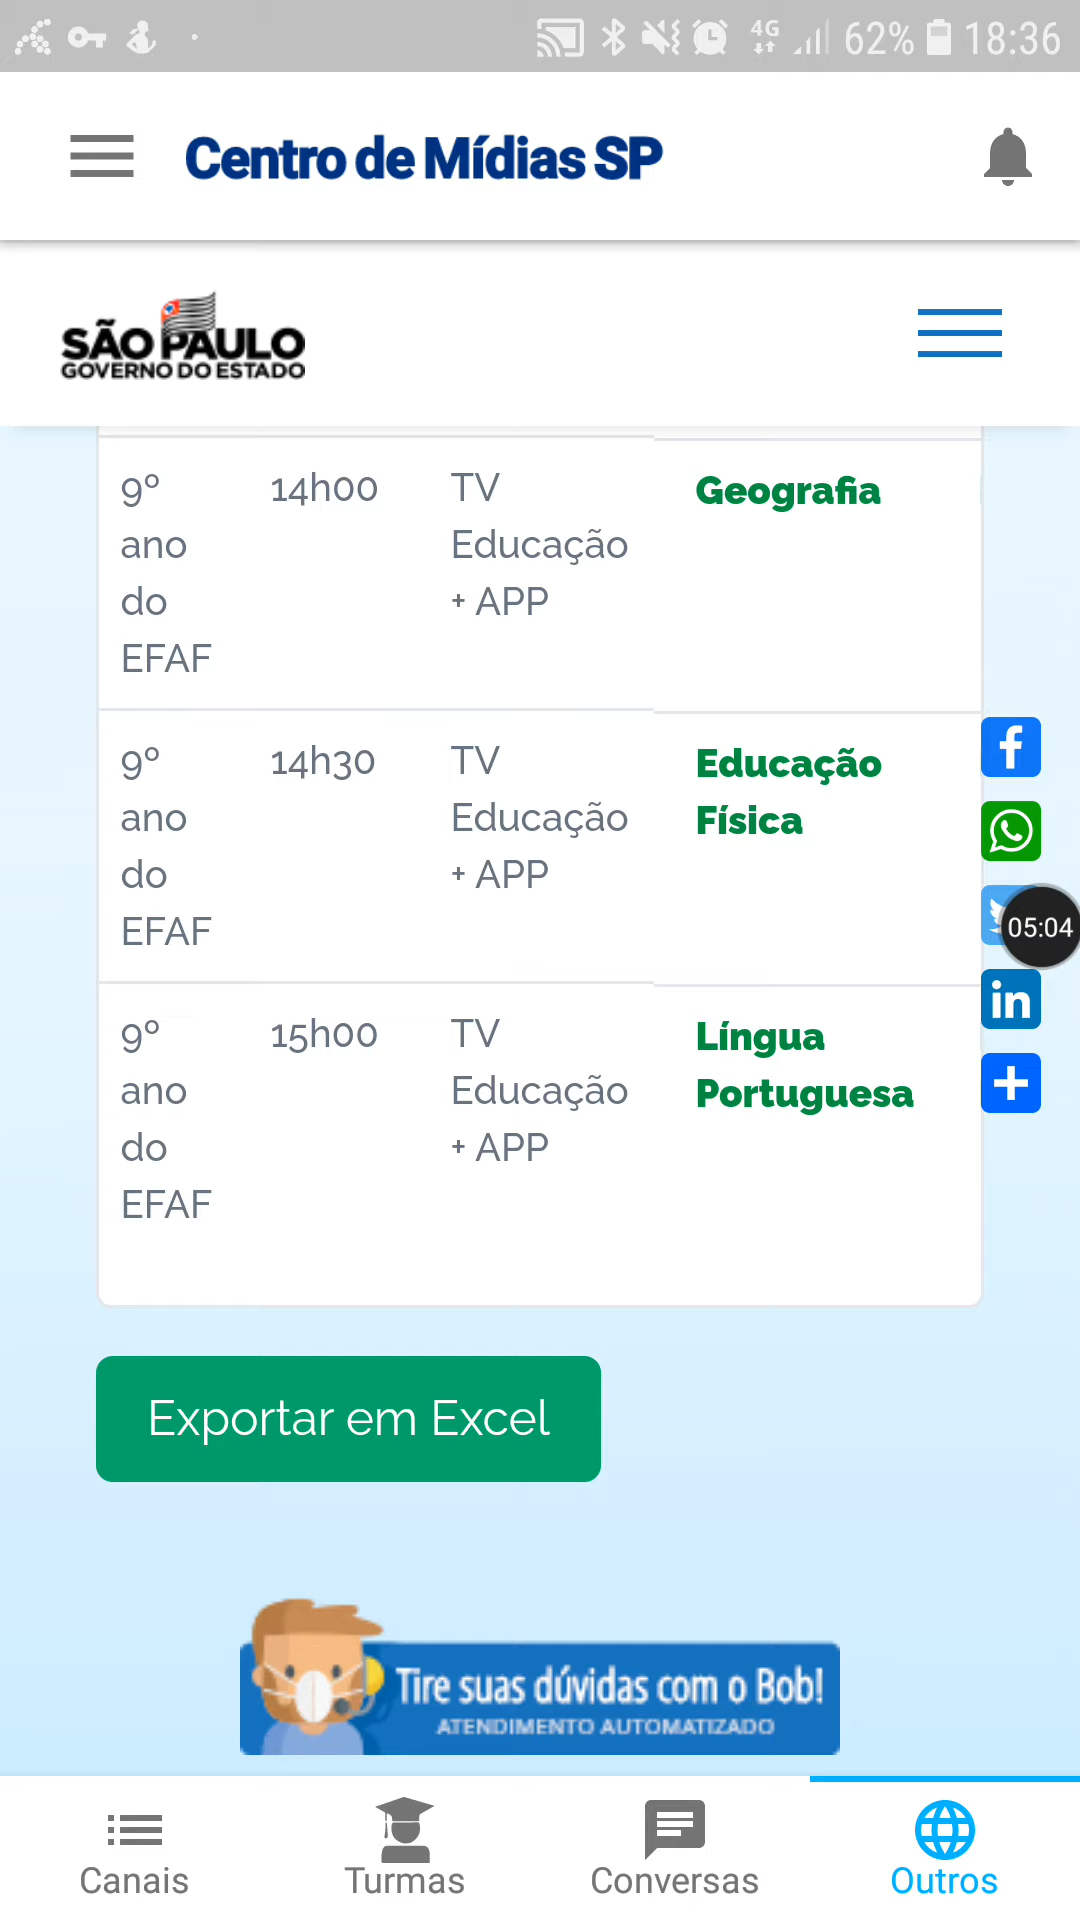 4G 62% 18:36
Centro de Mídias SP
SÃO PAULO
GOVERNO DO ESTADO
9º ano do EFAF 14h00 TV Educação + APP Geografia
9º ano do EFAF 14h30 TV Educação + APP Educação Física
05:04
in
9º ano do EFAF 15h00 TV Educação + APP Língua Portuguesa
Exportar em Excel
Tire suas dúvidas com o Bob!
ATENDIMENTO AUTOMATIZADO
Canais Turmas Conversas Outros